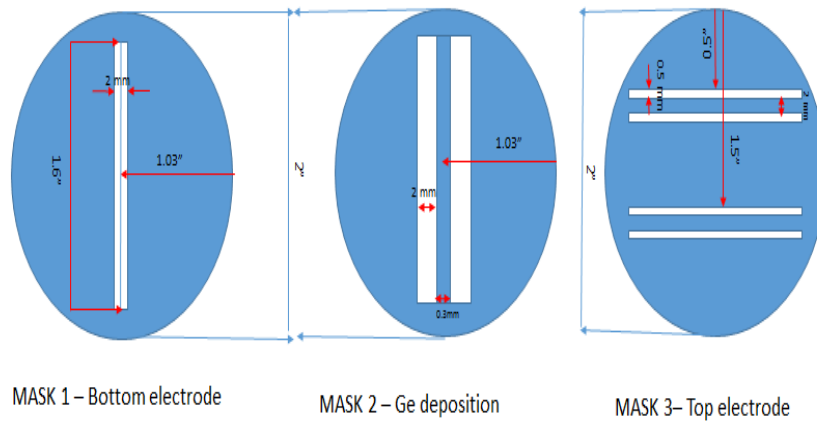 2 mm
1.6”
1.03”
MASK 1 – Bottom electrode
2”
1.03”
2 mm
0.3mm
MASK 2 – Ge deposition
0.5”
0.5 mm
2 mm
1.5”
2”
MASK 3– Top electrode